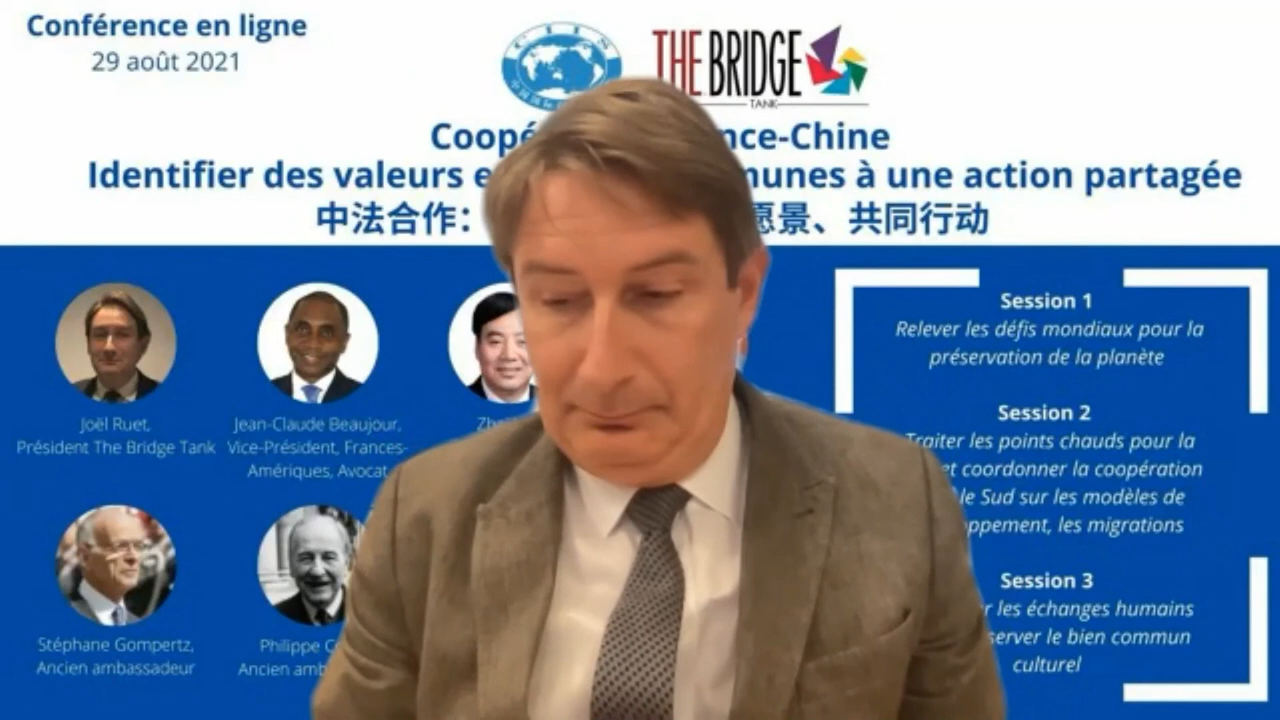 Conférence en ligne
29 août 2021
CIIS
THE BRIDGE
TANK
Coopé nce-Chine
Identifier des valeurs e munes à une action partagée
中法合作： 愿景、共同行动
Joël Ruet,
Président The Bridge Tank
Jean-Claude Beaujour,
Vice-Président, Frances-
Amériques, Avocat
Stéphane Gompertz,
Ancien ambassadeur
Philippe
Ancien amb
Session 1
Relever les défis mondiaux pour la
préservation de la planète
Session 2
Traiter les points chauds pour la
et coordonner la coopération
le Sud sur les modèles de
oppement, les migrations
Session 3
r les échanges humains
server le bien commun
culturel